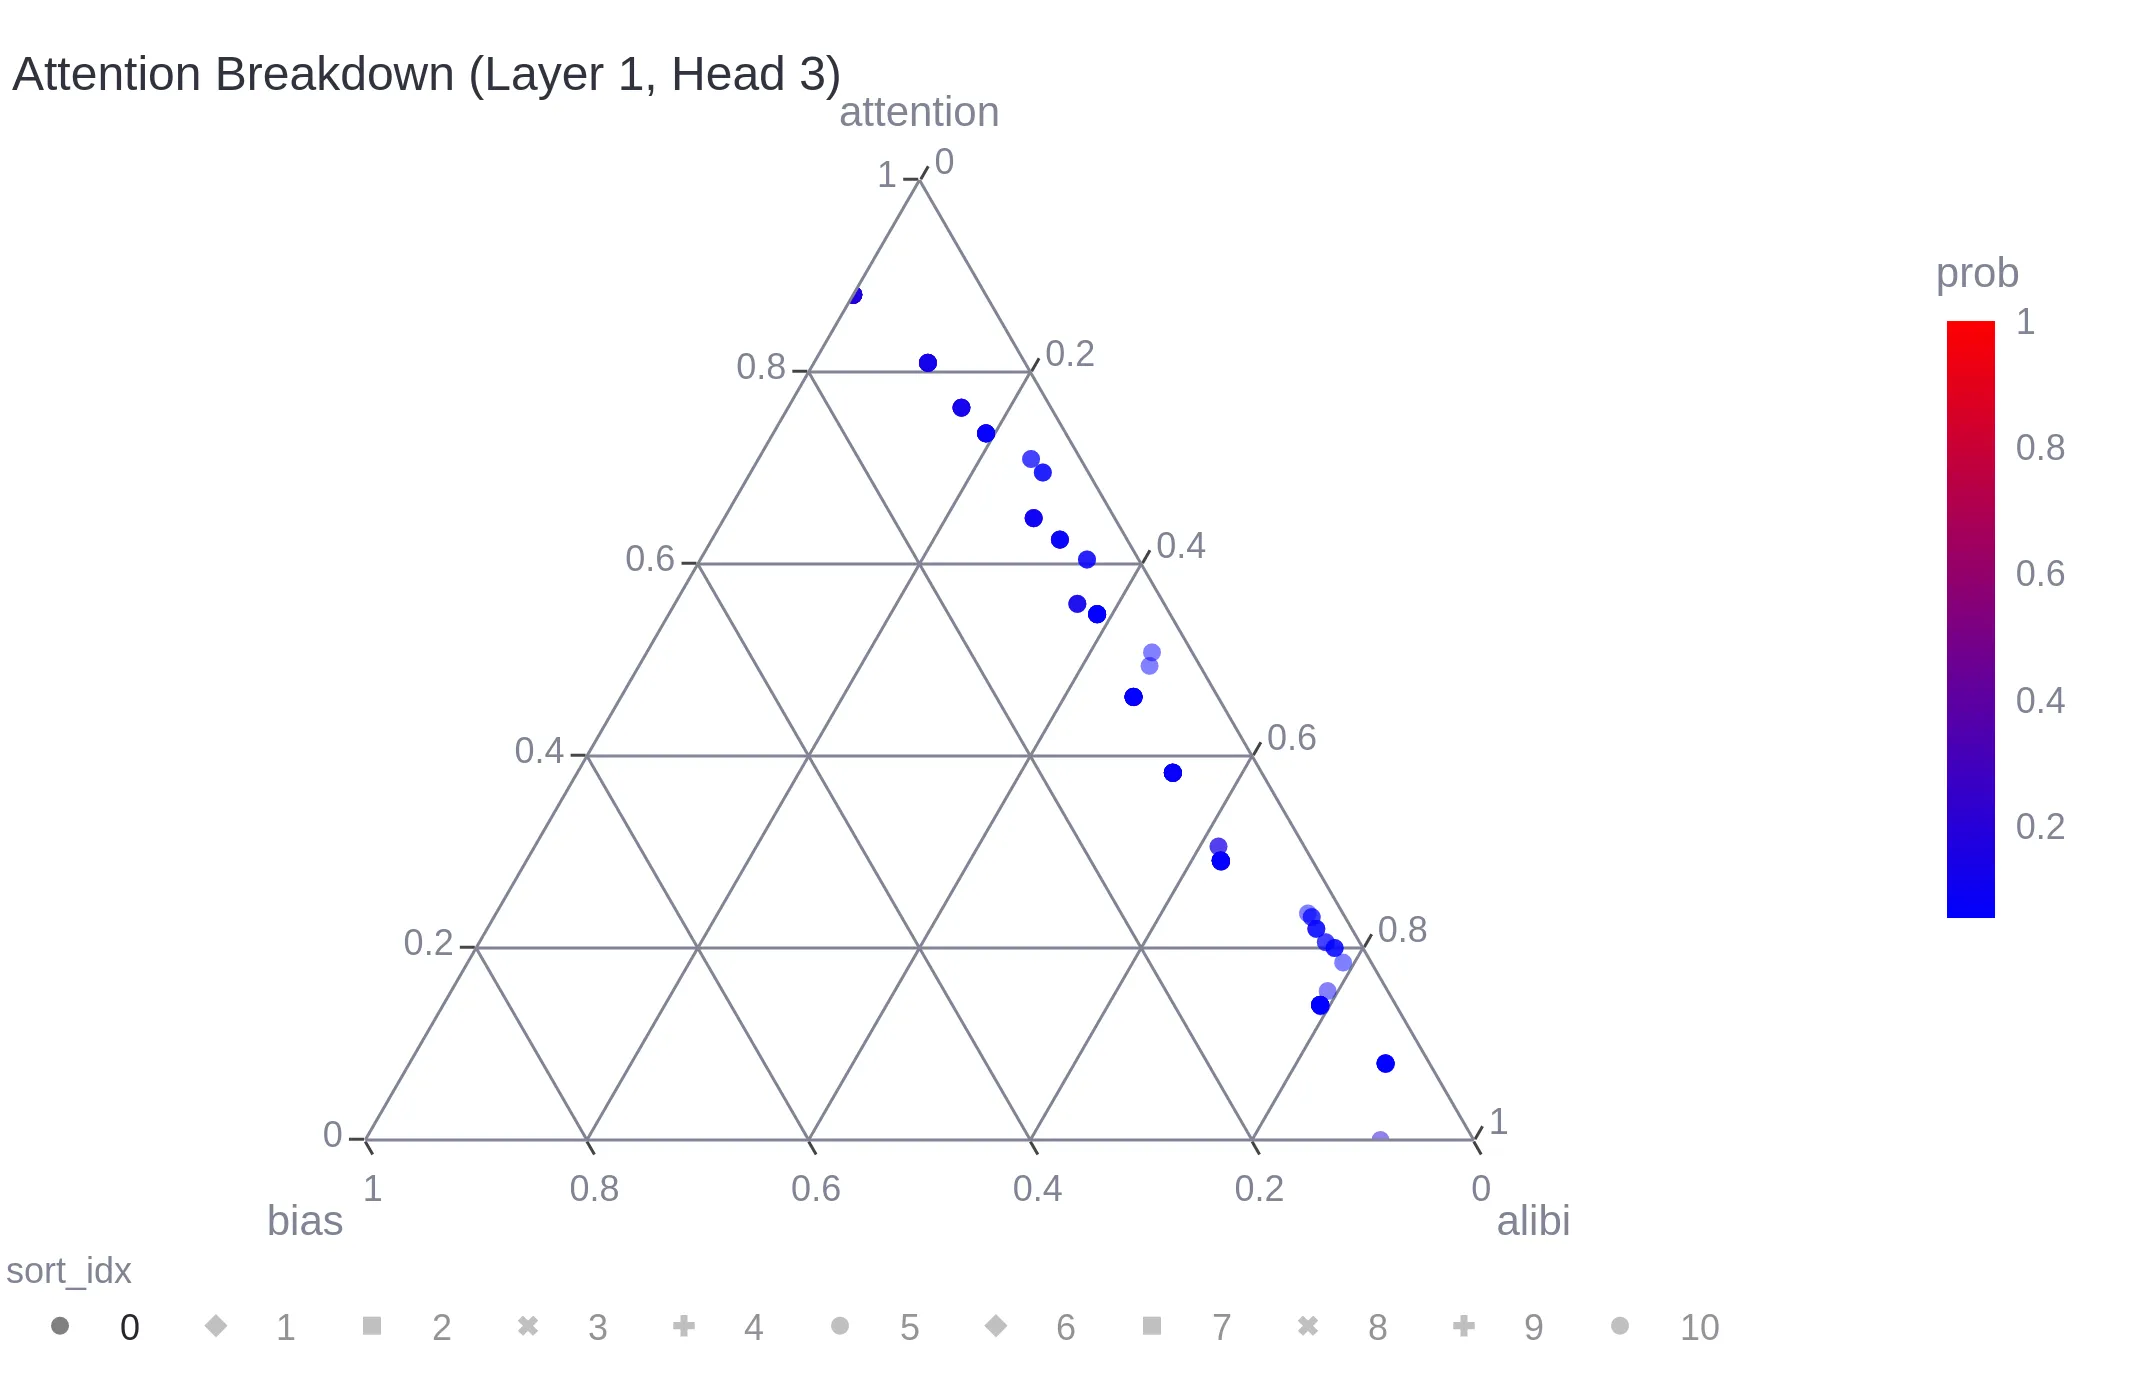 Attention Breakdown (Layer 1, Head 3)
attention
1 0
prob
1
0.8 0.2
0.8
0.6 0.4
0.6
0.4 0.6
0.4
0.2 0.8
0.2
0 1
1 0.8 0.6 0.4 0.2 0
bias alibi
sort_idx
0 1 2 3 4 5 6 7 8 9 10